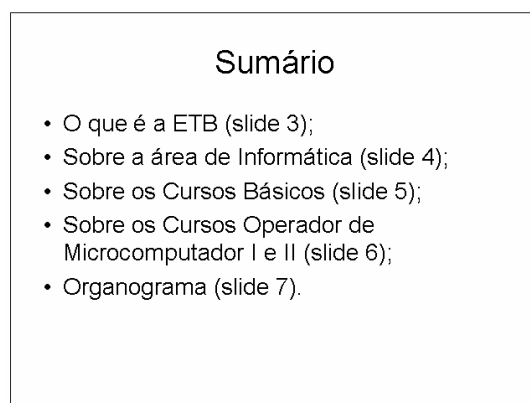 Sumário
• O que é a ETB (slide 3);
• Sobre a área de Informática (slide 4);
• Sobre os Cursos Básicos (slide 5);
• Sobre os Cursos Operador de
Microcomputador I e II (slide 6);
• Organograma (slide 7).